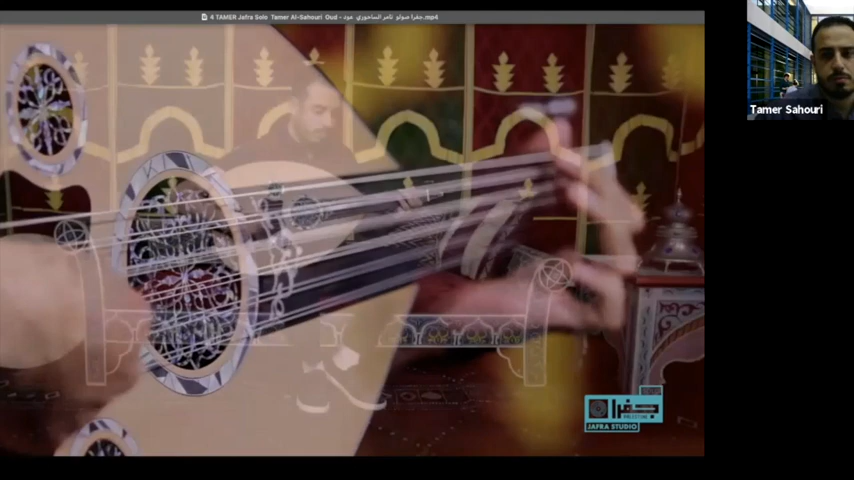 4 TAMER Jafra Solo Tamer Al-Sahouri Oud - جفرا صولو تامر الساحوري عود.mp4
Tamer Sahouri
جفرا
JAFRA STUDIO